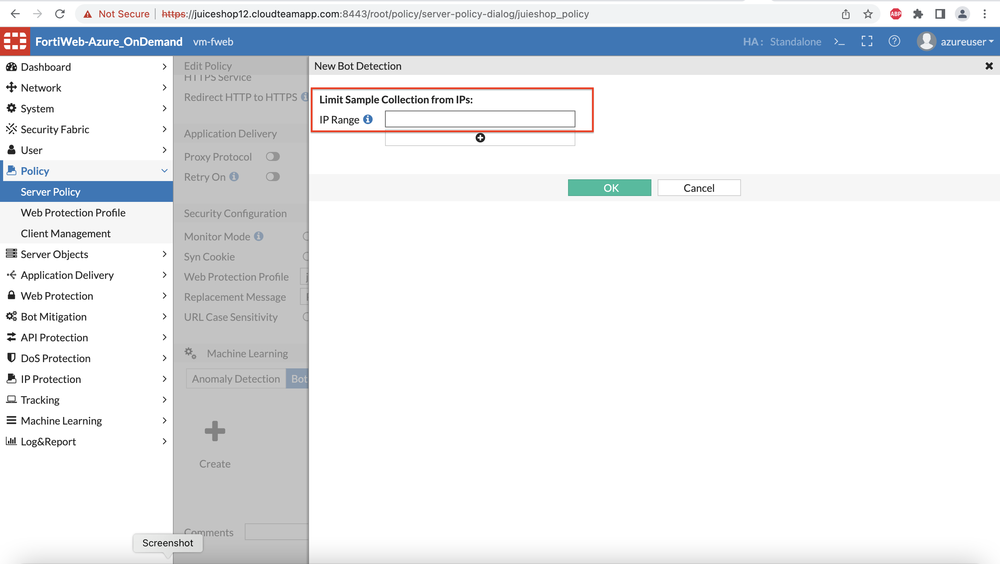 Not Secure https://juiceshop12.cloudteamapp.com:8443/root/policy/server-policy-dialog/juieshop_policy
ABP
FortiWeb-Azure_OnDemand vm-fweb HA: Standalone >_ azureuser
Dashboard
Network
System
Security Fabric
User
Policy
Server Policy
Web Protection Profile
Client Management
Server Objects
Application Delivery
Web Protection
Bot Mitigation
API Protection
DoS Protection
IP Protection
Tracking
Machine Learning
Log&Report
Edit Policy
HTTPS Service
Redirect HTTP to HTTPS
Application Delivery
Proxy Protocol
Retry On
Security Configuration
Monitor Mode
Syn Cookie
Web Protection Profile
Replacement Message
URL Case Sensitivity
Machine Learning
Anomaly Detection Bot
Create
Comments
Screenshot
New Bot Detection
Limit Sample Collection from IPs:
IP Range
OK Cancel